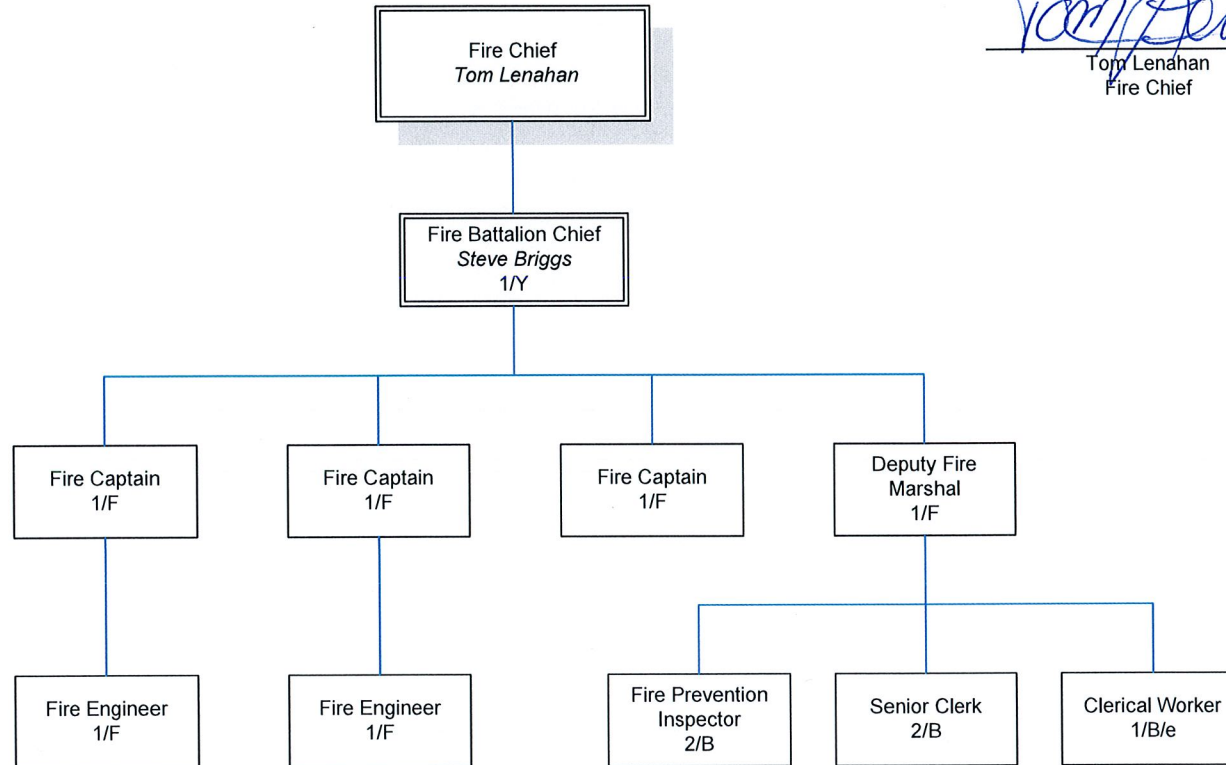 Fire Chief
Tom Lenahan
Tom Lenahan
Fire Chief
Fire Battalion Chief
Steve Briggs
1/Y
Fire Captain
1/F
Fire Captain
1/F
Fire Captain
1/F
Deputy Fire
Marshal
1/F
Fire Engineer
1/F
Fire Engineer
1/F
Fire Prevention
Inspector
2/B
Senior Clerk
2/B
Clerical Worker
1/B/e